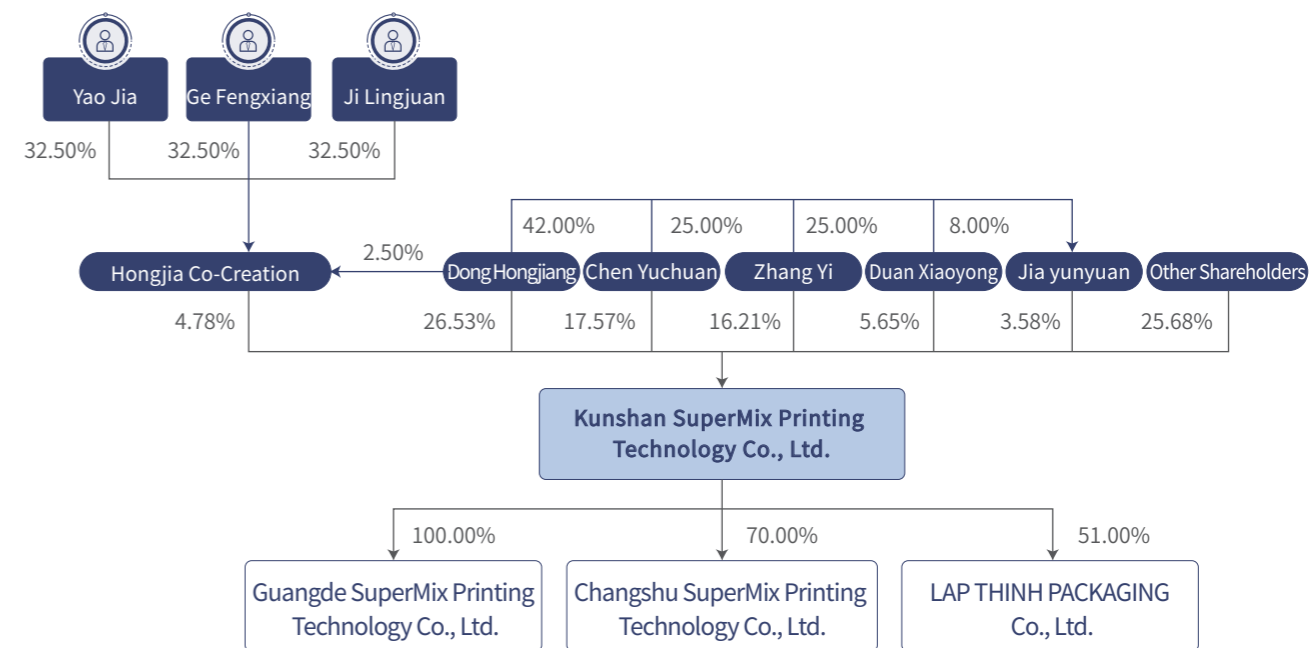 Yao Jia
Ge Fengxiang
Ji Lingjuan
32.50%
32.50%
32.50%
42.00%
25.00%
25.00%
8.00%
2.50%
Hongjia Co-Creation
Dong Hongjiang
Chen Yuchuan
Zhang Yi
Duan Xiaoyong
Jia yunyuan
Other Shareholders
4.78%
26.53%
17.57%
16.21%
5.65%
3.58%
25.68%
Kunshan SuperMix Printing
Technology Co., Ltd.
100.00%
70.00%
51.00%
Guangde SuperMix Printing
Technology Co., Ltd.
Changshu SuperMix Printing
Technology Co., Ltd.
LAP THINH PACKAGING
Co., Ltd.